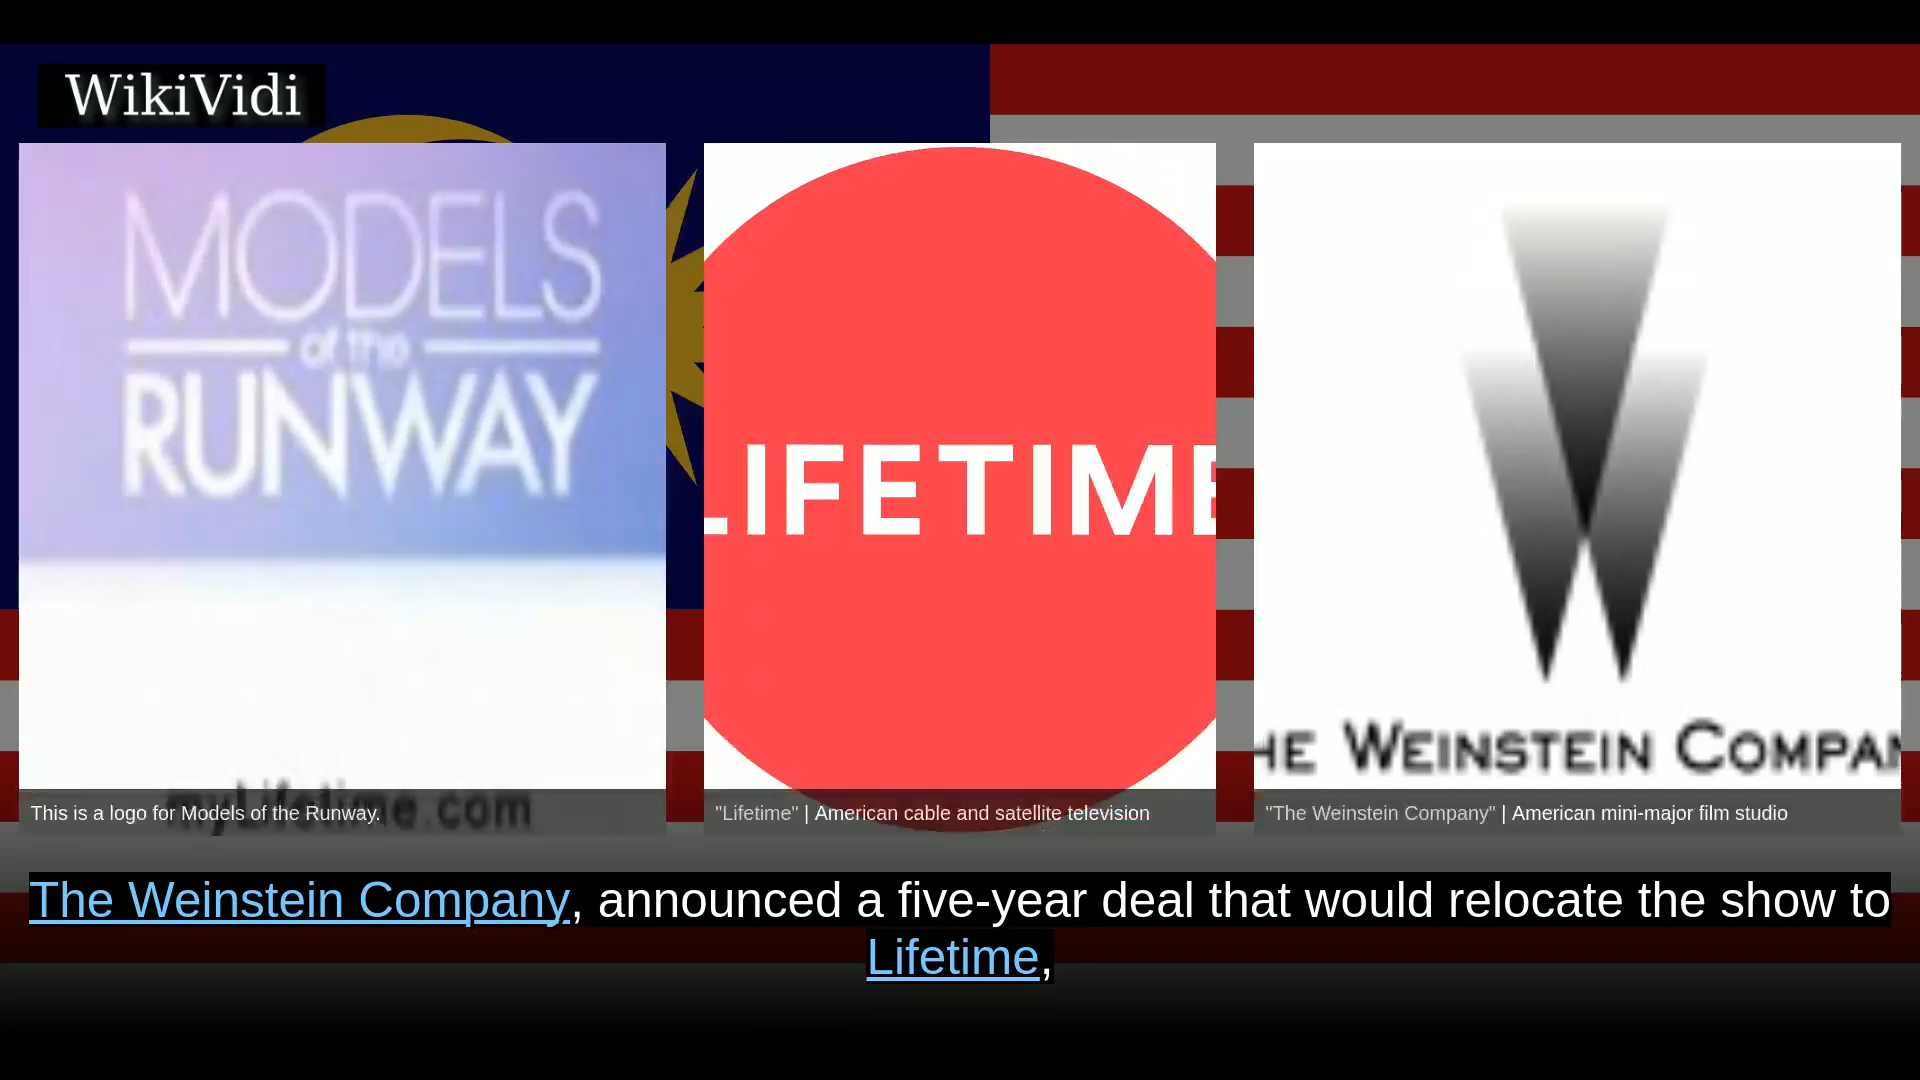 WikiVidi
MODELS
of the
RUNWAY
myLifetime.com
This is a logo for Models of the Runway.
LIFETIME
"Lifetime" | American cable and satellite television
HE WEINSTEIN COMPAN
"The Weinstein Company" | American mini-major film studio
The Weinstein Company, announced a five-year deal that would relocate the show to
Lifetime,